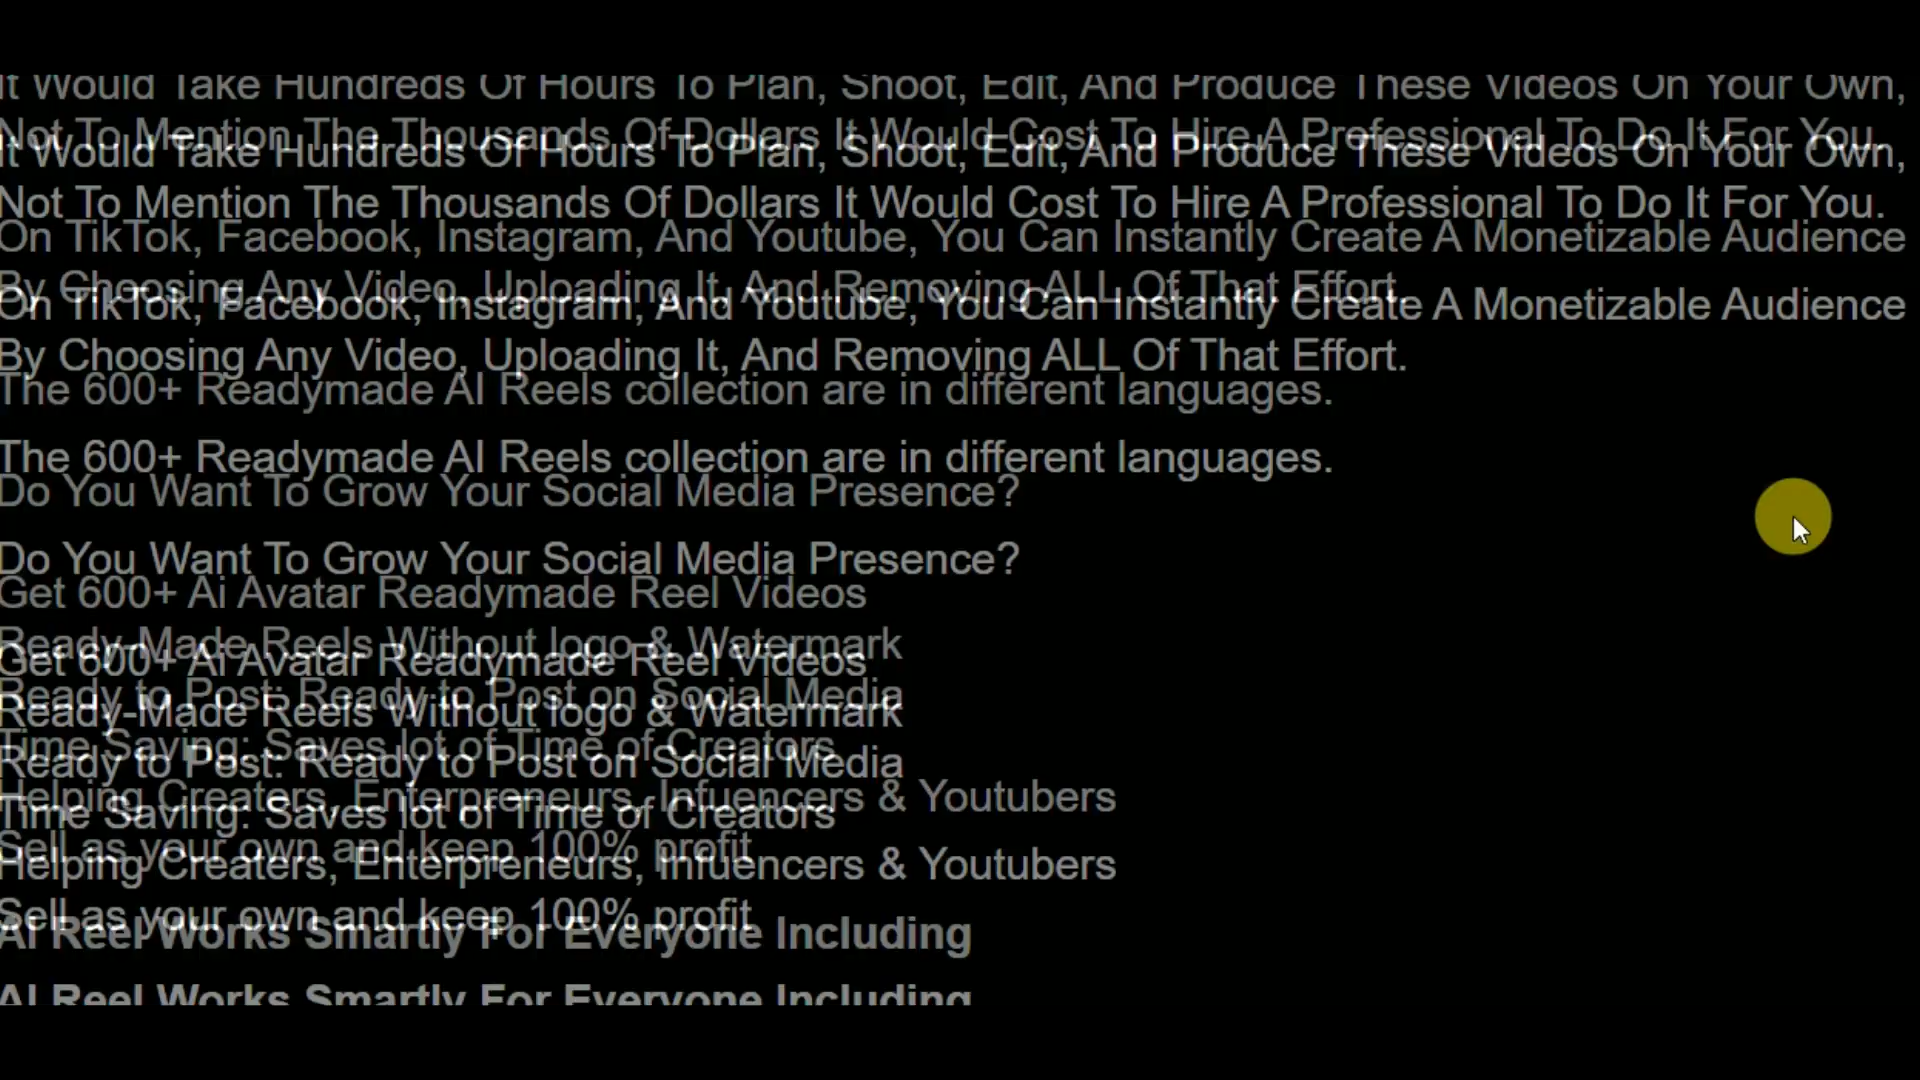 It Would Take Hundreds Of Hours To Plan, Shoot, Edit, And Produce These Videos On Your Own,
Not To Mention The Thousands Of Dollars It Would Cost To Hire A Professional To Do It For You.
It Would Take Hundreds Of Hours To Plan, Shoot, Edit, And Produce These Videos On Your Own,
Not To Mention The Thousands Of Dollars It Would Cost To Hire A Professional To Do It For You.
On TikTok, Facebook, Instagram, And Youtube, You Can Instantly Create A Monetizable Audience
By Choosing Any Video, Uploading It, And Removing ALL Of That Effort.
On TikTok, Facebook, Instagram, And Youtube, You Can Instantly Create A Monetizable Audience
By Choosing Any Video, Uploading It, And Removing ALL Of That Effort.
The 600+ Readymade AI Reels collection are in different languages.
The 600+ Readymade AI Reels collection are in different languages.
Do You Want To Grow Your Social Media Presence?
Do You Want To Grow Your Social Media Presence?
Get 600+ Ai Avatar Readymade Reel Videos
Ready-Made Reels Without logo & Watermark
Get 600+ Ai Avatar Readymade Reel Videos
Ready to Post: Ready to Post on Social Media
Ready-Made Reels Without logo & Watermark
Time Saving: Saves lot of Time of Creators
Ready to Post: Ready to Post on Social Media
Helping Creaters, Enterpreneurs, Infuencers & Youtubers
Time Saving: Saves lot of Time of Creators
Sell as your own and keep 100% profit
Helping Creaters, Enterpreneurs, Infuencers & Youtubers
Sell as your own and keep 100% profit
AI Reel Works Smartly For Everyone Including
AI Reel Works Smartly For Everyone Including